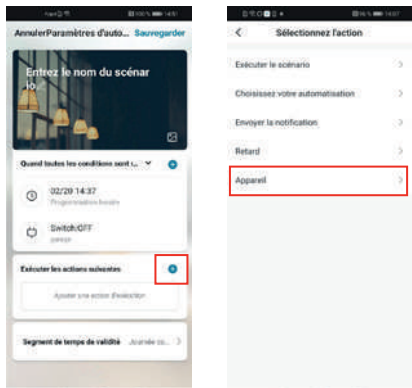 AnnulerParamètres d'auto... Sauvegarder
Entrez le nom du scénar
io
Quand toutes les conditions sont r...
02/20 14:37
Programmation horaire
Switch:OFF
Exécuter les actions suivantes
Ajouter une action d'exécution
Segment de temps de validité Journée co...
Sélectionnez l'action
Exécuter le scénario
Choisissez votre automatisation
Envoyer la notification
Retard
Appareil